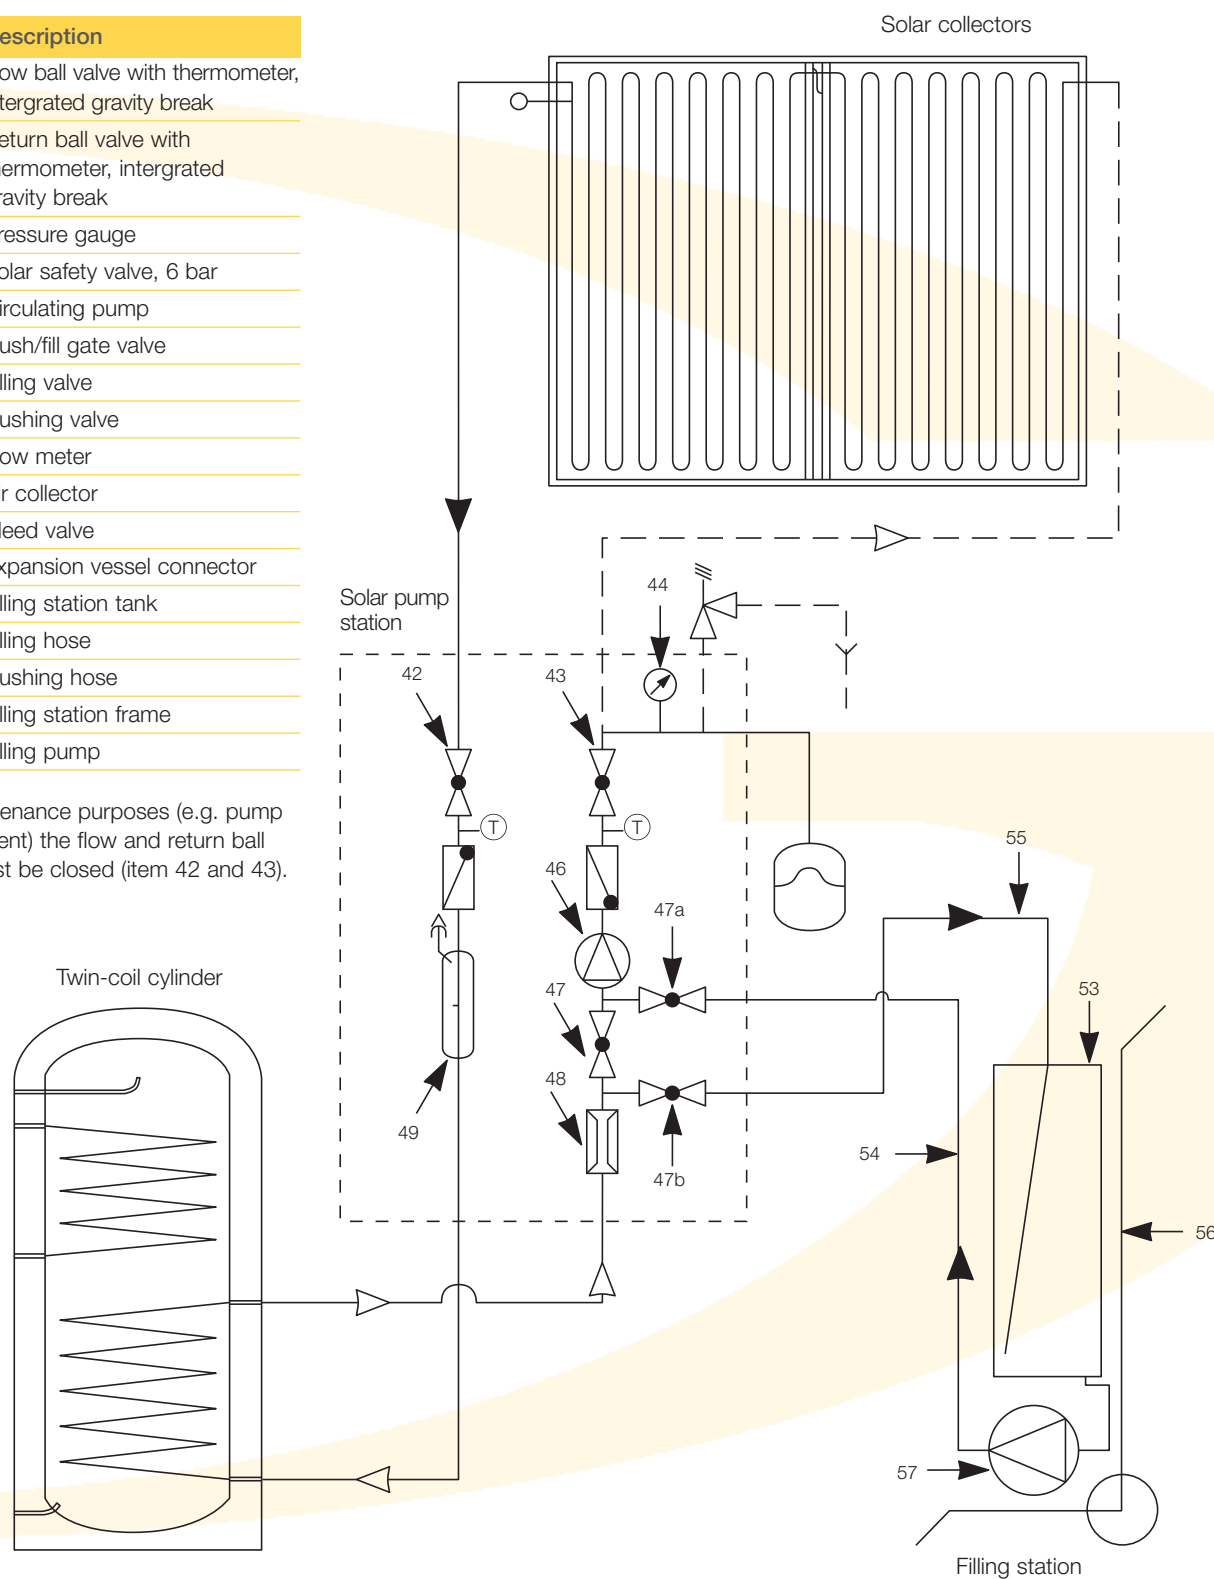 escription
ow ball valve with thermometer,
tergrated gravity break
eturn ball valve with
ermometer, intergrated
ravity break
ressure gauge
olar safety valve, 6 bar
irculating pump
ush/fill gate valve
lling valve
ushing valve
ow meter
ir collector
leed valve
xpansion vessel connector
lling station tank
lling hose
ushing hose
lling station frame
lling pump
enance purposes (e.g. pump
ent) the flow and return ball
st be closed (item 42 and 43).
Solar collectors
Solar pump
station
44
42
43
T
T
46
47a
47
48
49
47b
55
53
54
56
57
Twin-coil cylinder
Filling station